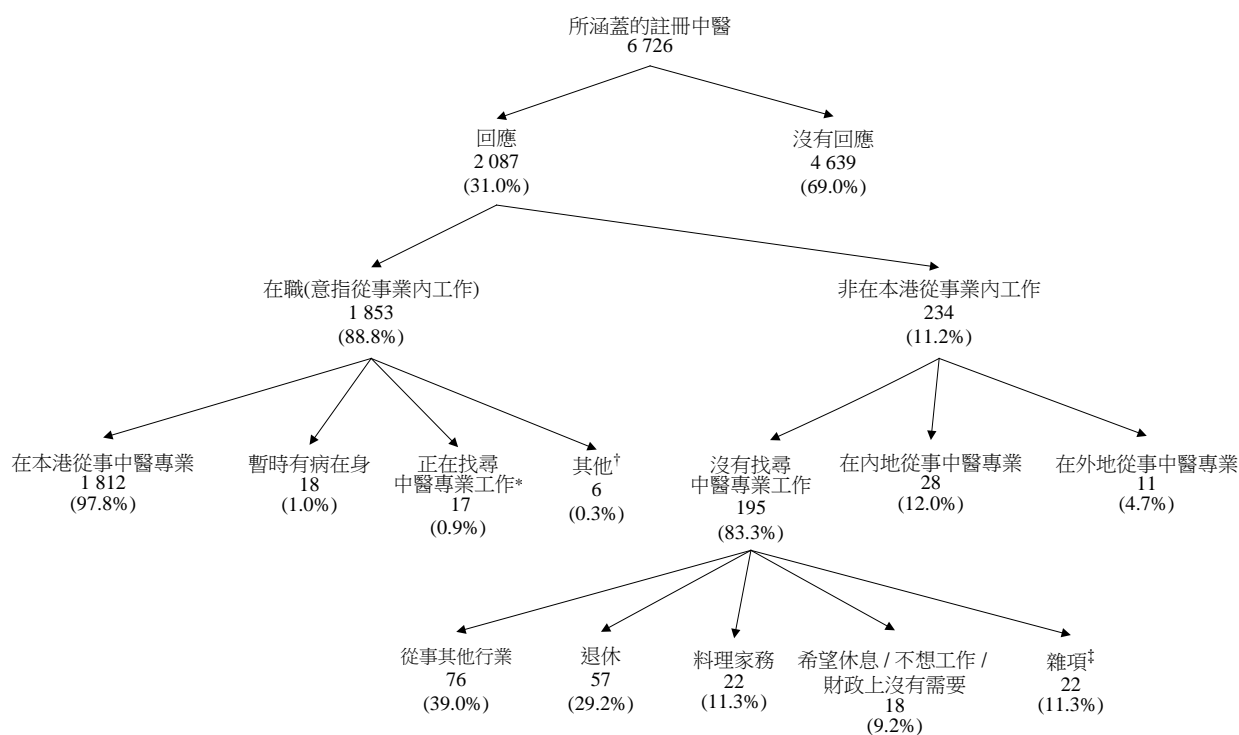 所涵蓋的註冊中醫
6 726
回應
2 087
(31.0%)
沒有回應
4 639
(69.0%)
在職(意指從事業內工作)
1 853
(88.8%)
非在本港從事業內工作
234
(11.2%)
在本港從事中醫專業
1 812
(97.8%)
暫時有病在身
18
(1.0%)
正在找尋
中醫專業工作*
17
(0.9%)
其他†
6
(0.3%)
沒有找尋
中醫專業工作
195
(83.3%)
在內地從事中醫專業
28
(12.0%)
在外地從事中醫專業
11
(4.7%)
從事其他行業
76
(39.0%)
退休
57
(29.2%)
料理家務
22
(11.3%)
希望休息 / 不想工作 /
財政上沒有需要
18
(9.2%)
雜項‡
22
(11.3%)